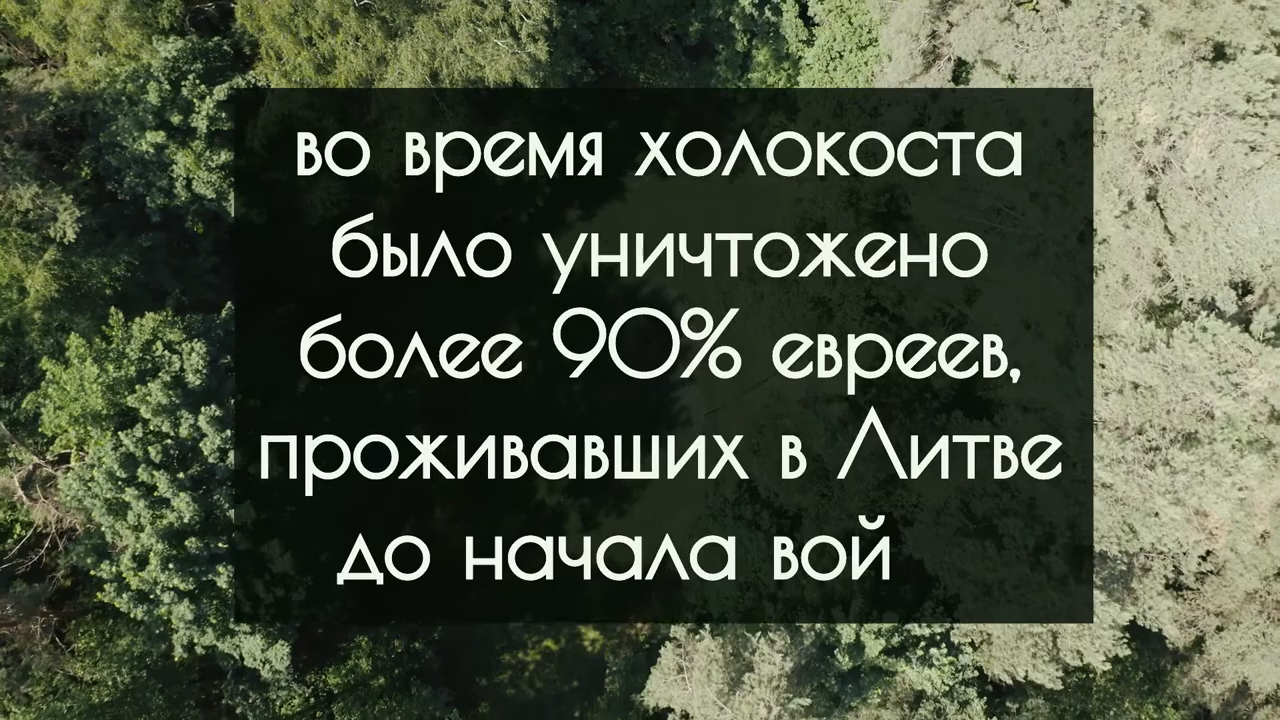 во время холокоста
было уничтожено
более 90% евреев,
проживавших в Литве
до начала вой